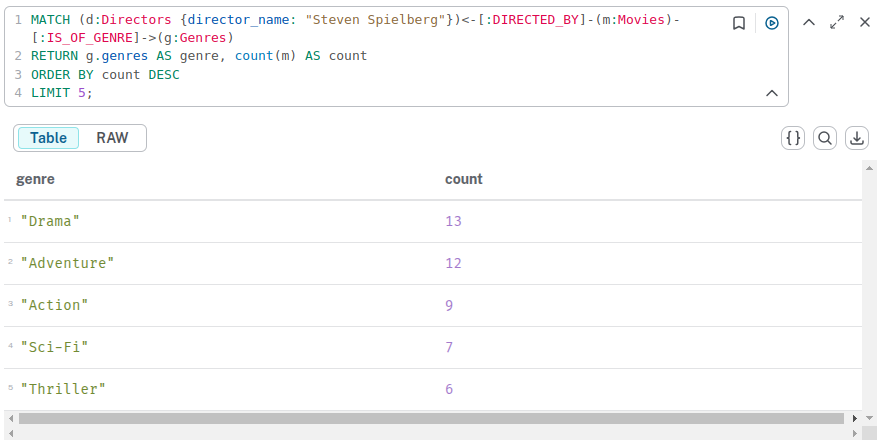 1 MATCH (d:Directors {director_name: "Steven Spielberg"})<-[:DIRECTED_BY]-(m:Movies)-
[:IS_OF_GENRE]->(g:Genres)
2 RETURN g.genres AS genre, count(m) AS count
3 ORDER BY count DESC
4 LIMIT 5;
Table RAW { }
genre count
1 "Drama" 13
2 "Adventure" 12
3 "Action" 9
4 "Sci-Fi" 7
5 "Thriller" 6